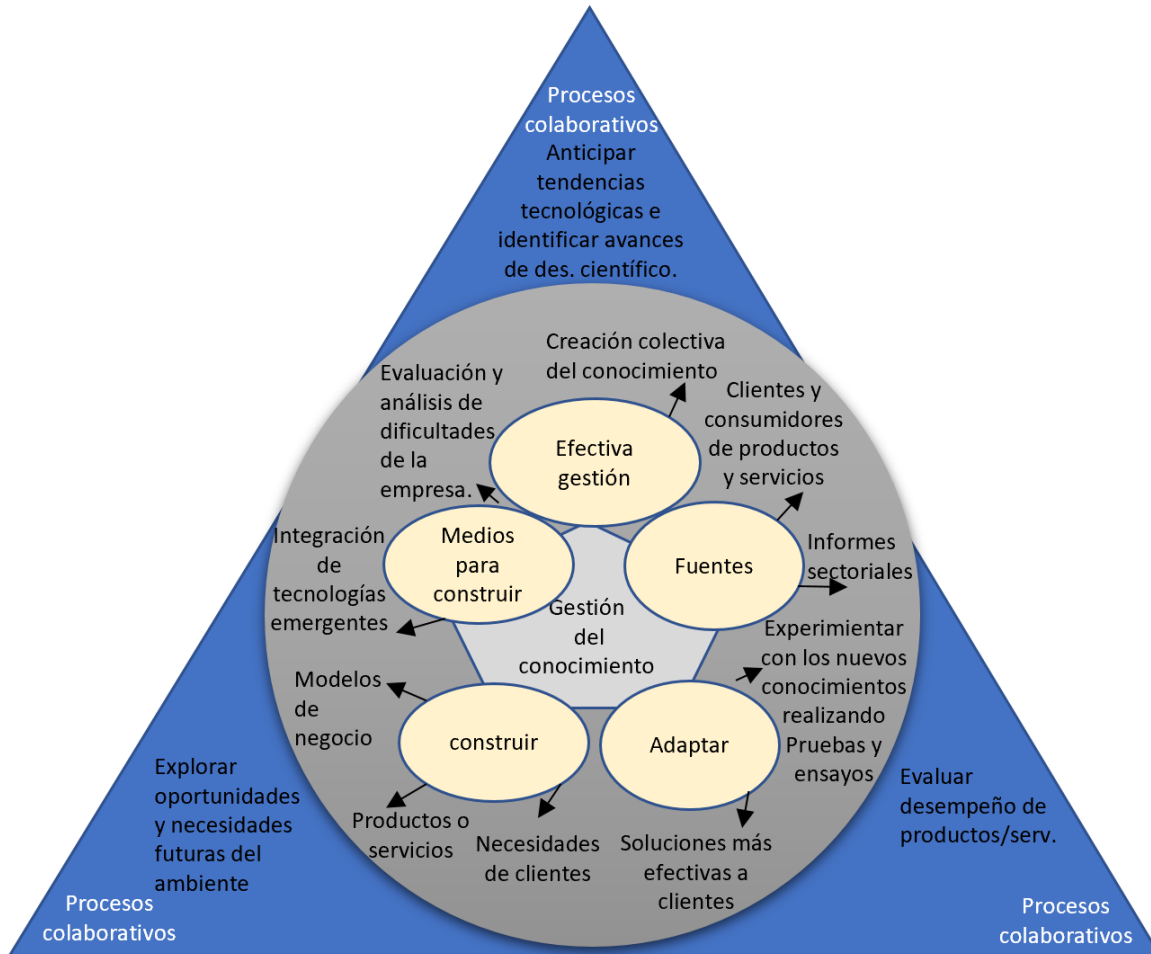 Procesos
colaborativos
Anticipar
tendencias
tecnológicas e
identificar avances
de des. científico.
Creación colectiva
del conocimiento
Evaluación y
análisis de
dificultades
de la
empresa.
Clientes y
consumidores
de productos
y servicios
Efectiva
gestión
Integración
de
tecnologías
emergentes
Medios
para
construir
Fuentes
Informes
sectoriales
Gestión
del
conocimiento
Experimientar
con los nuevos
conocimientos
realizando
Pruebas y
ensayos
Modelos
de
negocio
construir
Adaptar
Productos o
servicios
Necesidades
de clientes
Soluciones más
efectivas a
clientes
Explorar
oportunidades
y necesidades
futuras del
ambiente
Evaluar
desempeño de
productos/serv.
Procesos
colaborativos
Procesos
colaborativos